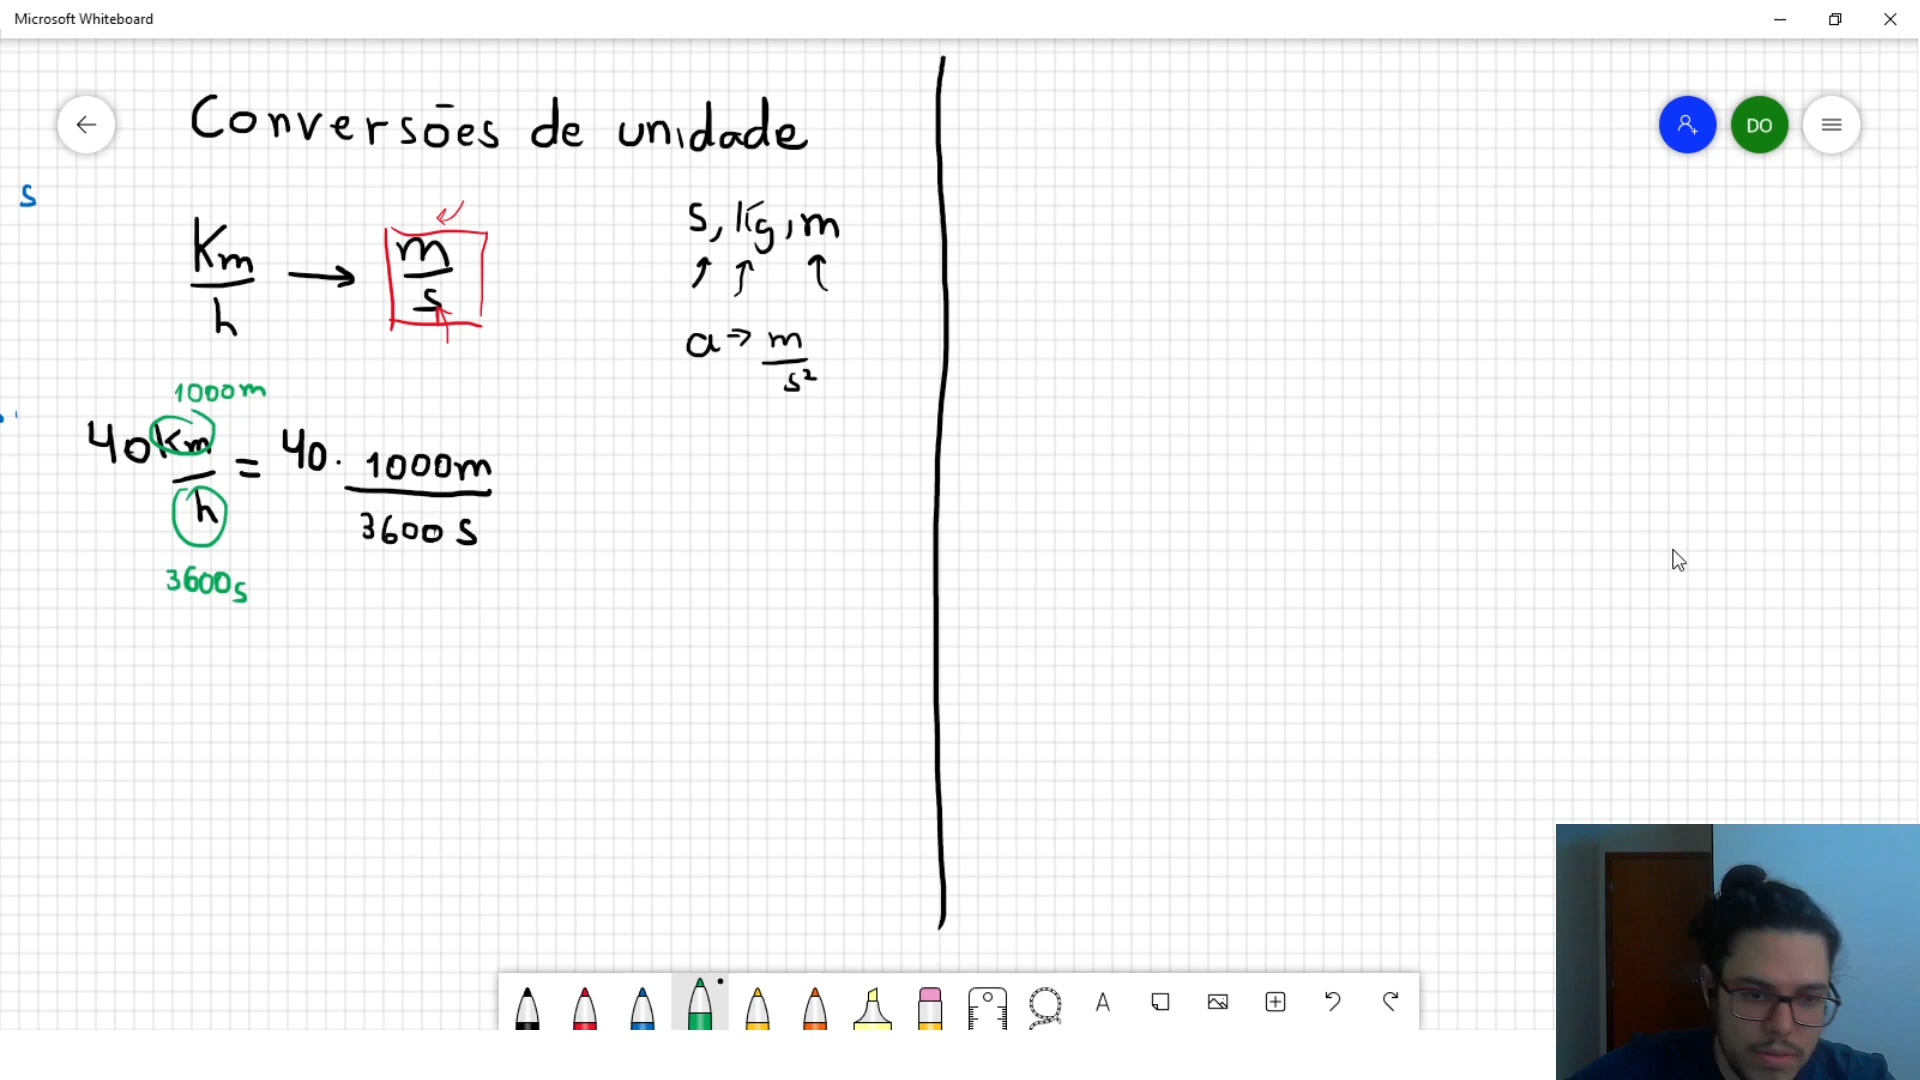 Microsoft Whiteboard
Conversões de unidade
DO
s
Km/h → m/s
s, Kg, m
a → m/s²
1000m
40 Km/h = 40 · 1000m/3600 s
3600s
A